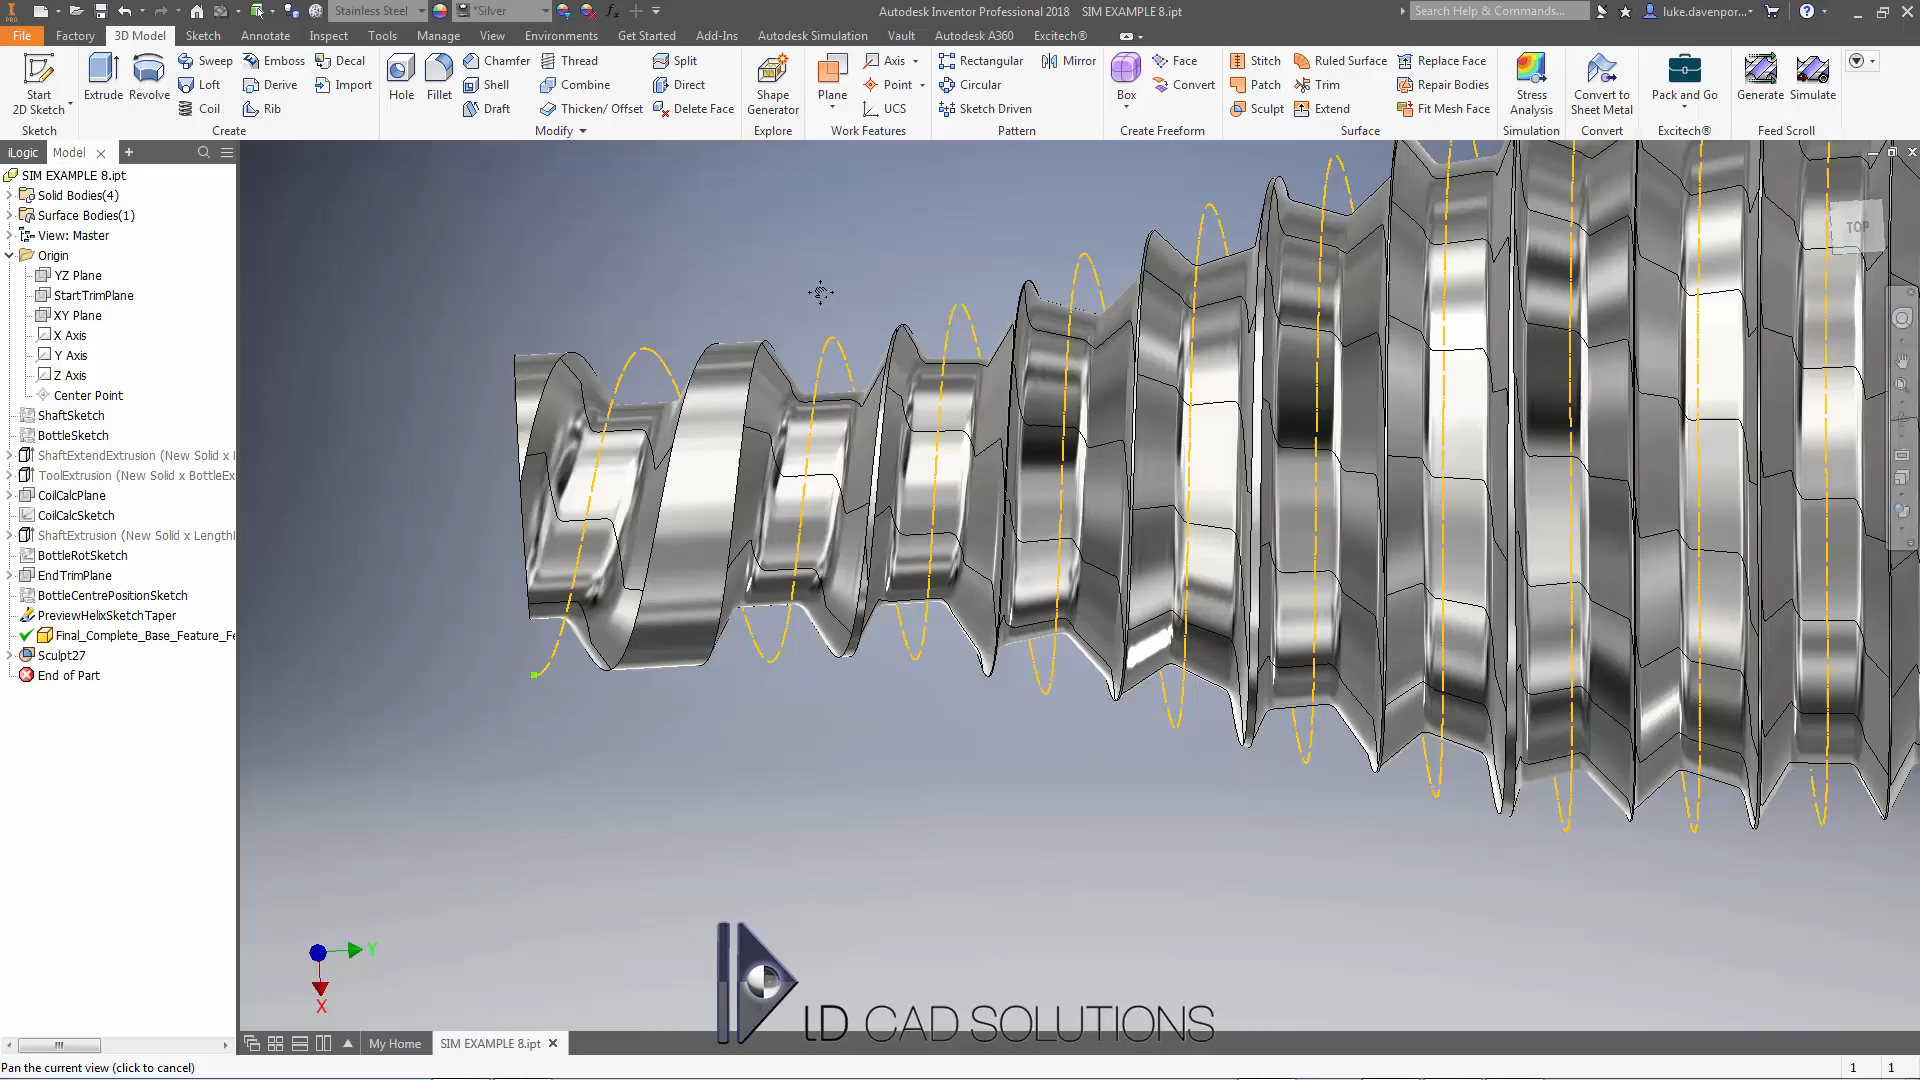 Stainless Steel
*Silver
Autodesk Inventor Professional 2018 SIM EXAMPLE 8.ipt
Search Help & Commands...
luke.davenpor...
PRO
File Factory 3D Model Sketch Annotate Inspect Tools Manage View Environments Get Started Add-Ins Autodesk Simulation Vault Autodesk A360 Excitech®
Start
2D Sketch
Extrude Revolve
Sweep Emboss Decal
Loft Derive Import
Coil Rib
Hole Fillet
Chamfer Thread Split
Shell Combine Direct
Draft Thicken/ Offset Delete Face
Shape
Generator
Plane
Axis
Point
UCS
Rectangular Mirror
Circular
Sketch Driven
Box
Face
Convert
Stitch Ruled Surface Replace Face
Patch Trim Repair Bodies
Sculpt Extend Fit Mesh Face
Stress
Analysis
Convert to
Sheet Metal
Pack and Go
Generate Simulate
Sketch Create Modify Explore Work Features Pattern Create Freeform Surface Simulation Convert Excitech® Feed Scroll
iLogic Model
SIM EXAMPLE 8.ipt
Solid Bodies(4)
Surface Bodies(1)
View: Master
Origin
YZ Plane
StartTrimPlane
XY Plane
X Axis
Y Axis
Z Axis
Center Point
ShaftSketch
BottleSketch
ShaftExtendExtrusion (New Solid x
ToolExtrusion (New Solid x BottleEx
CoilCalcPlane
CoilCalcSketch
ShaftExtrusion (New Solid x Length
BottleRotSketch
EndTrimPlane
BottleCentrePositionSketch
PreviewHelixSketchTaper
Final_Complete_Base_Feature_Fe
Sculpt27
End of Part
TOP
Y
X
LD CAD SOLUTIONS
My Home SIM EXAMPLE 8.ipt
Pan the current view (click to cancel)
1 1